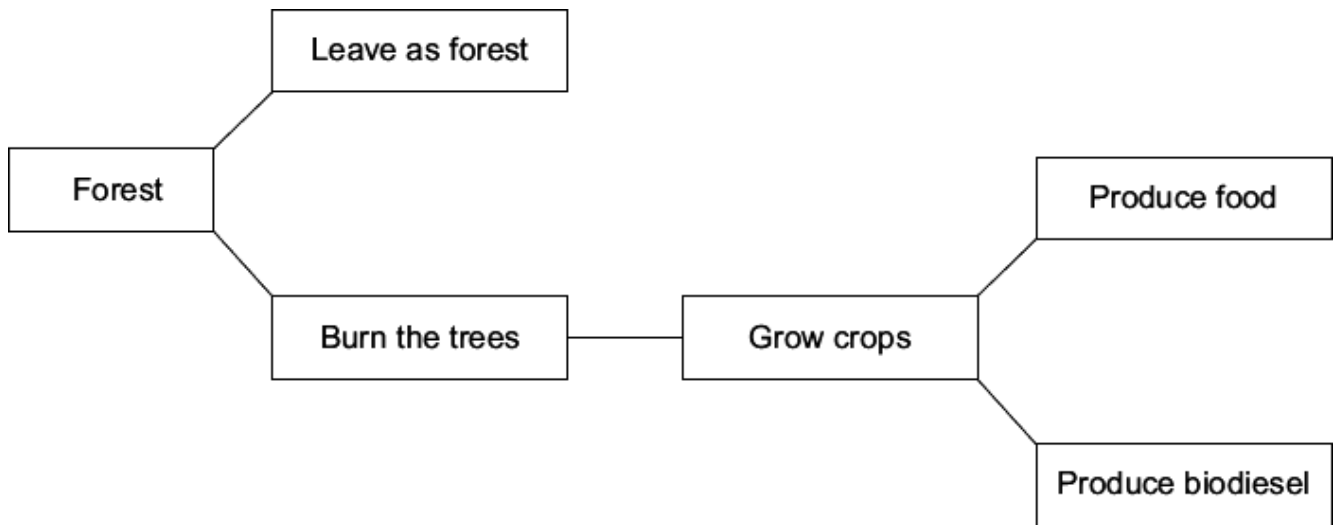 Leave as forest
Forest
Produce food
Burn the trees
Grow crops
Produce biodiesel